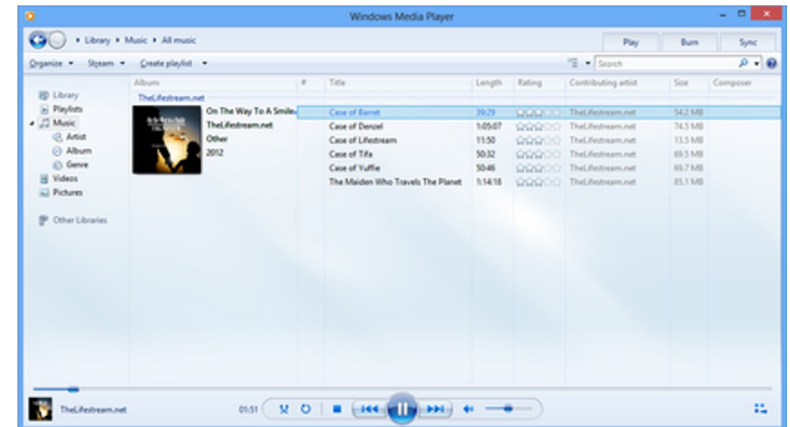 Windows Media Player
Library Music All music
Play Burn Sync
Organize Stream Create playlist
Search
Album # Title Length Rating Contributing artist Size Composer
TheLifestream.net
Library
Playlists
Music
Artist
Album
Genre
Videos
Pictures
Other Libraries
On The Way To A Smile
TheLifestream.net
Other
2012
Case of Barret 39:29 TheLifestream.net 54.2 MB
Case of Denzel 1:05:07 TheLifestream.net 74.5 MB
Case of Lifestream 11:50 TheLifestream.net 13.5 MB
Case of Tifa 50:32 TheLifestream.net 69.5 MB
Case of Yuffie 50:46 TheLifestream.net 69.7 MB
The Maiden Who Travels The Planet 1:14:18 TheLifestream.net 85.1 MB
TheLifestream.net 01:51